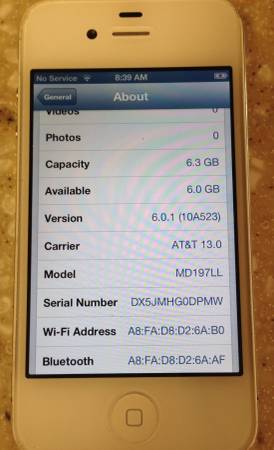 No Service 8:39 AM
General About
Videos 0
Photos 0
Capacity 6.3 GB
Available 6.0 GB
Version 6.0.1 (10A523)
Carrier AT&T 13.0
Model MD197LL
Serial Number DX5JMHG0DPMW
Wi-Fi Address A8:FA:D8:D2:6A:B0
Bluetooth A8:FA:D8:D2:6A:AF